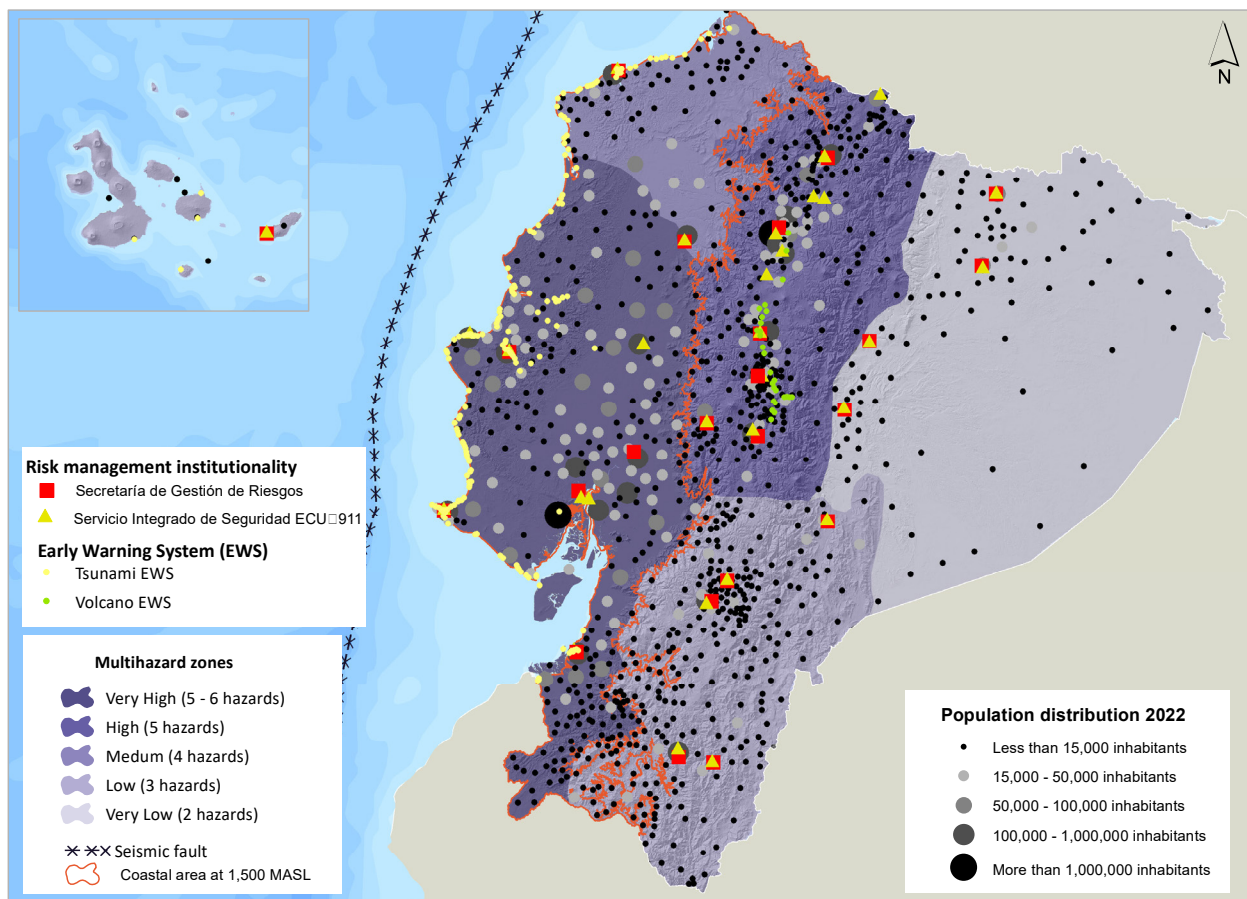 N
Risk management institutionality
Secretaría de Gestión de Riesgos
Servicio Integrado de Seguridad ECU□911
Early Warning System (EWS)
Tsunami EWS
Volcano EWS
Multihazard zones
Very High (5 - 6 hazards)
High (5 hazards)
Medum (4 hazards)
Low (3 hazards)
Very Low (2 hazards)
Seismic fault
Coastal area at 1,500 MASL
Population distribution 2022
Less than 15,000 inhabitants
15,000 - 50,000 inhabitants
50,000 - 100,000 inhabitants
100,000 - 1,000,000 inhabitants
More than 1,000,000 inhabitants